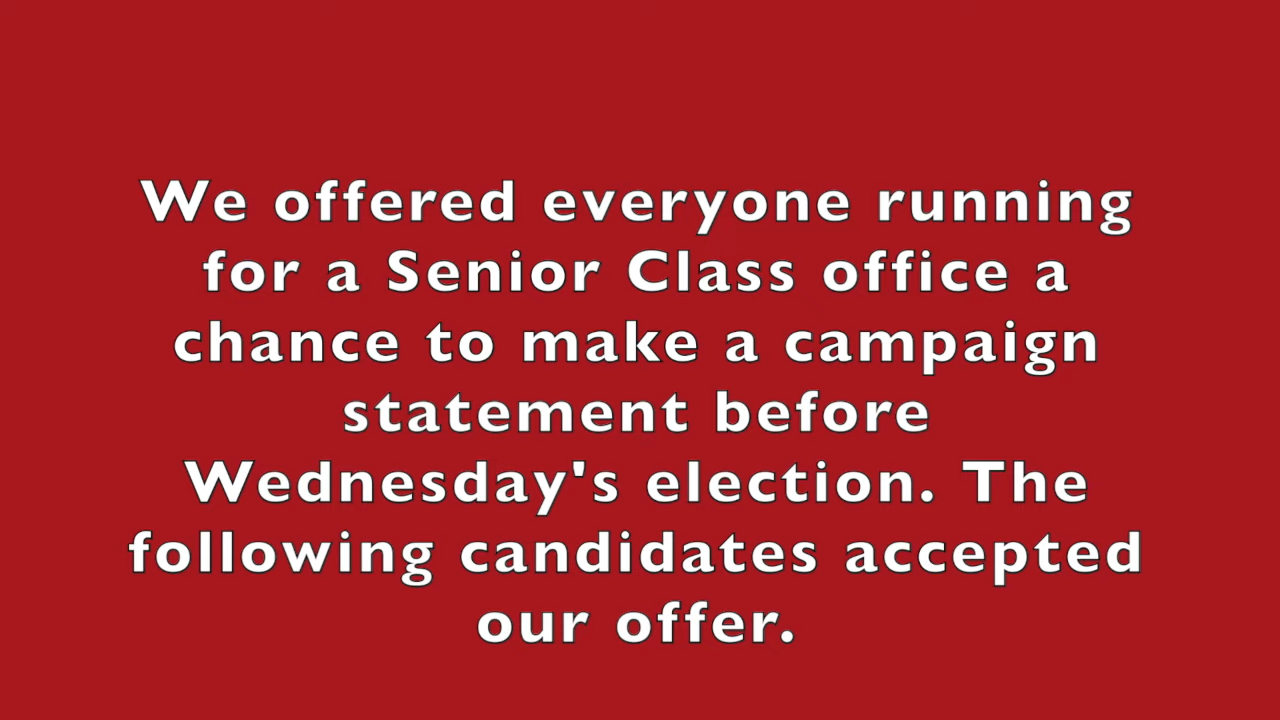 We offered everyone running
for a Senior Class office a
chance to make a campaign
statement before
Wednesday's election. The
following candidates accepted
our offer.